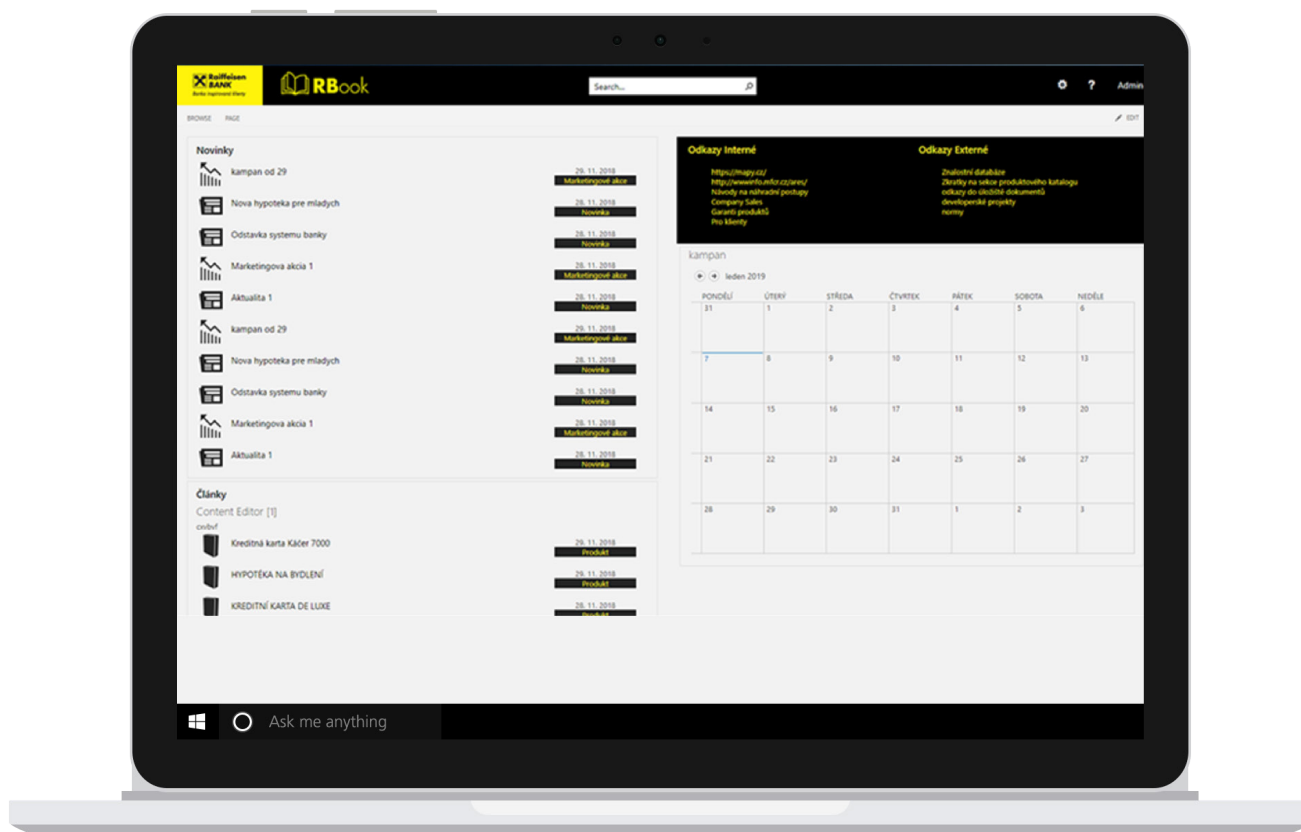 Raiffeisen
BANK
Banka inspirovaná klienty
RBook
Search...
?
Admin
BROWSE PAGE
EDIT
Novinky
kampan od 29
29. 11. 2018
Marketingové akce
Nova hypoteka pre mladych
28. 11. 2018
Novinka
Odstavka systemu banky
28. 11. 2018
Novinka
Marketingova akcia 1
28. 11. 2018
Marketingové akce
Aktualita 1
28. 11. 2018
Novinka
kampan od 29
29. 11. 2018
Marketingové akce
Nova hypoteka pre mladych
28. 11. 2018
Novinka
Odstavka systemu banky
28. 11. 2018
Novinka
Marketingova akcia 1
28. 11. 2018
Marketingové akce
Aktualita 1
28. 11. 2018
Novinka
Články
Content Editor [1]
cvbvf
Kreditná karta Káčer 7000
29. 11. 2018
Produkt
HYPOTÉKA NA BYDLENÍ
29. 11. 2018
Produkt
KREDITNÍ KARTA DE LUXE
28. 11. 2018
Produkt
Odkazy Interné
https://mapy.cz/
http://wwwinfo.mfcr.cz/ares/
Návody na náhradní postupy
Company Sales
Garanti produktů
Pro klienty
Odkazy Externé
Znalostní databáze
Zkratky na sekce produktového katalogu
odkazy do úložiště dokumentů
developerské projekty
normy
kampan
leden 2019
PONDĚLÍ ÚTERÝ STŘEDA ČTVRTEK PÁTEK SOBOTA NEDĚLE
31 1 2 3 4 5 6
7 8 9 10 11 12 13
14 15 16 17 18 19 20
21 22 23 24 25 26 27
28 29 30 31 1 2 3
Ask me anything